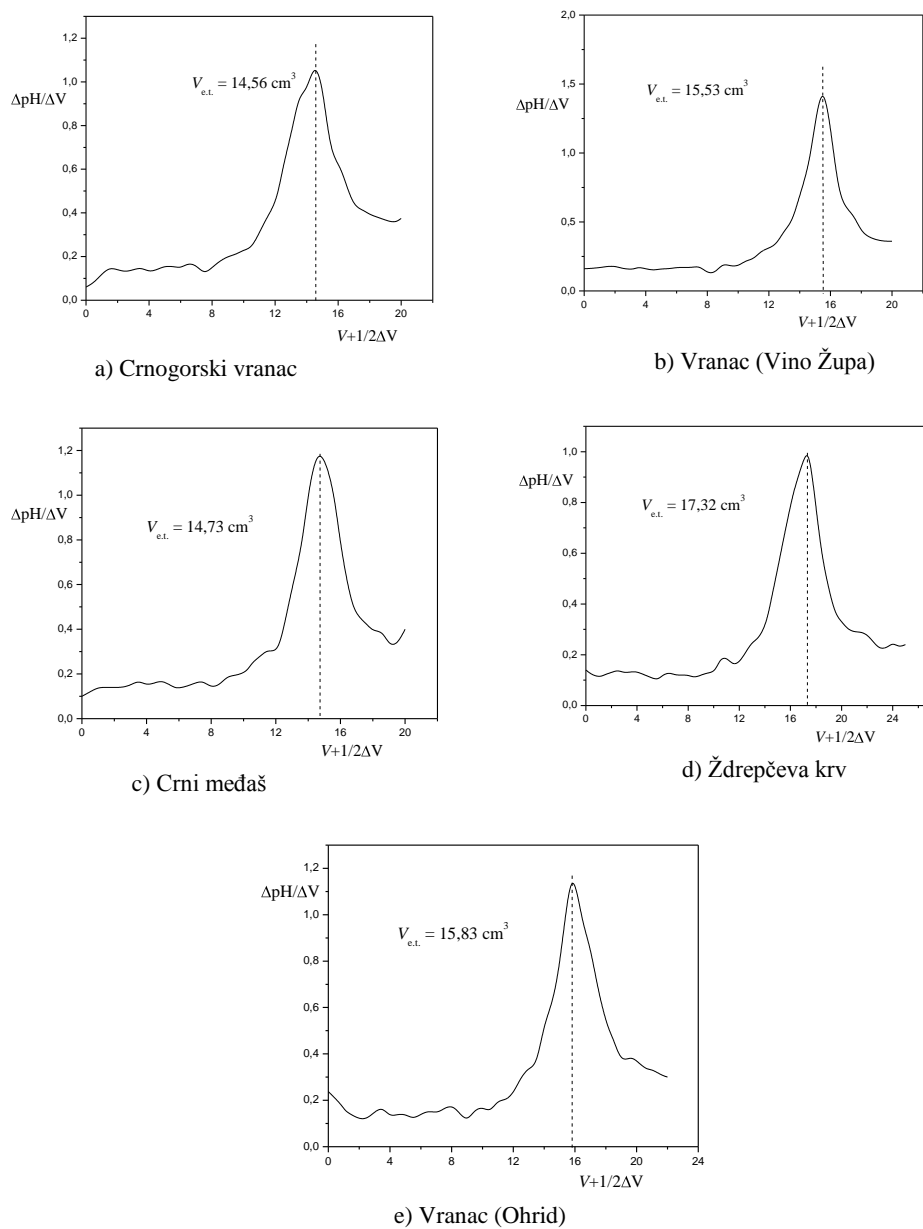 1,2
1,0
0,8
0,6
0,4
0,2
0,0
ΔpH/ΔV
V e.t. = 14,56 cm³
0 4 8 12 16 20
V+1/2ΔV
a) Crnogorski vranac
2,0
1,5
1,0
0,5
0,0
ΔpH/ΔV
V e.t. = 15,53 cm³
0 4 8 12 16 20
V+1/2ΔV
b) Vranac (Vino Župa)
1,2
1,0
0,8
0,6
0,4
0,2
0,0
ΔpH/ΔV
V e.t. = 14,73 cm³
0 4 8 12 16 20
V+1/2ΔV
c) Crni međaš
1,0
0,8
0,6
0,4
0,2
0,0
ΔpH/ΔV
V e.t. = 17,32 cm³
0 4 8 12 16 20 24
V+1/2ΔV
d) Ždrepčeva krv
1,2
1,0
0,8
0,6
0,4
0,2
0,0
ΔpH/ΔV
V e.t. = 15,83 cm³
0 4 8 12 16 20 24
V+1/2ΔV
e) Vranac (Ohrid)